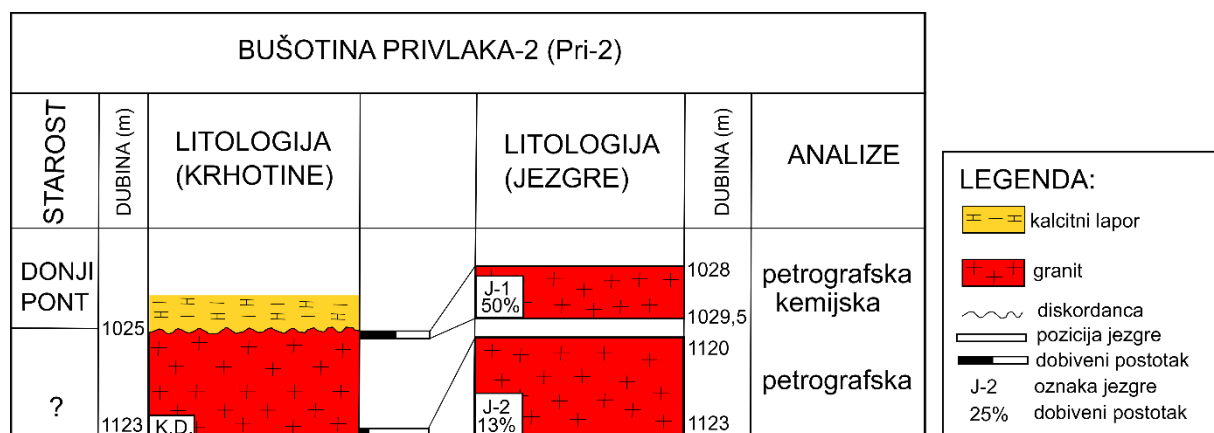 BUŠOTINA PRIVLAKA-2 (Pri-2)
STAROST
DUBINA (m)
LITOLOGIJA
(KRHOTINE)
LITOLOGIJA
(JEZGRE)
DUBINA (m)
ANALIZE
DONJI
PONT
1025
J-1
50%
1028
1029,5
petrografska
kemijska
?
1123
K.D.
J-2
13%
1120
1123
petrografska
LEGENDA:
kalcitni lapor
granit
diskordanca
pozicija jezgre
dobiveni postotak
J-2 oznaka jezgre
25% dobiveni postotak